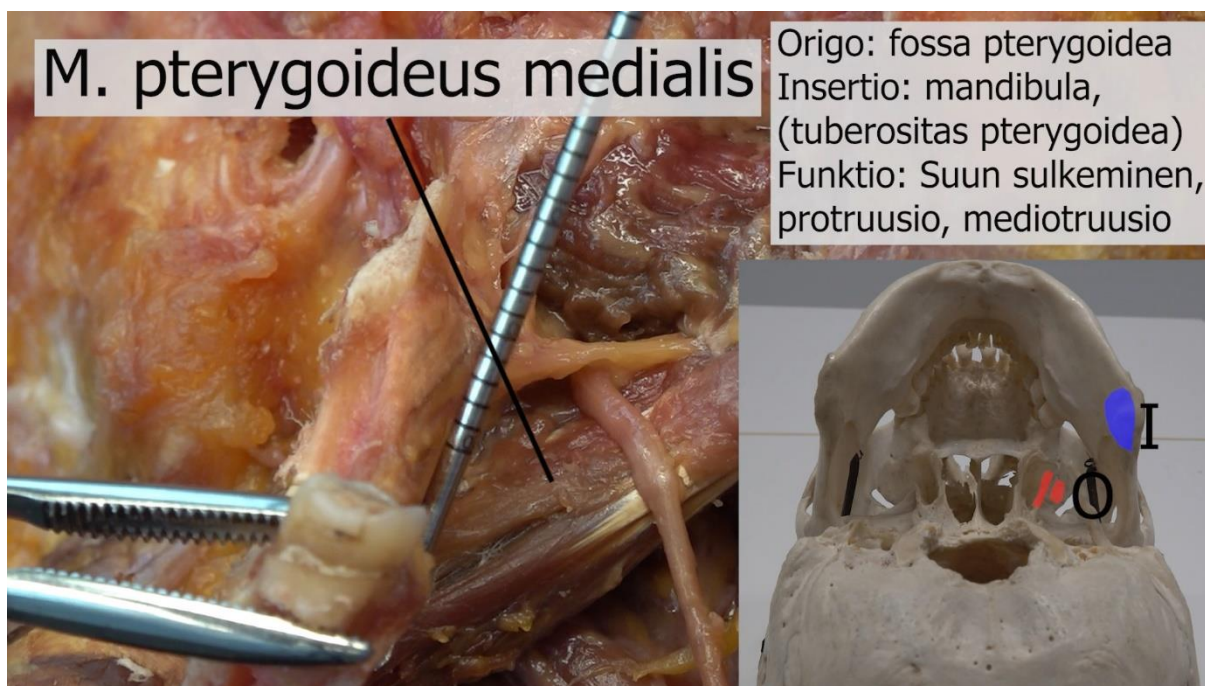 M. pterygoideus medialis
Origo: fossa pterygoidea
Insertio: mandibula,
(tuberositas pterygoidea)
Funktio: Suun sulkeminen,
protruusio, mediotruusio
I
O